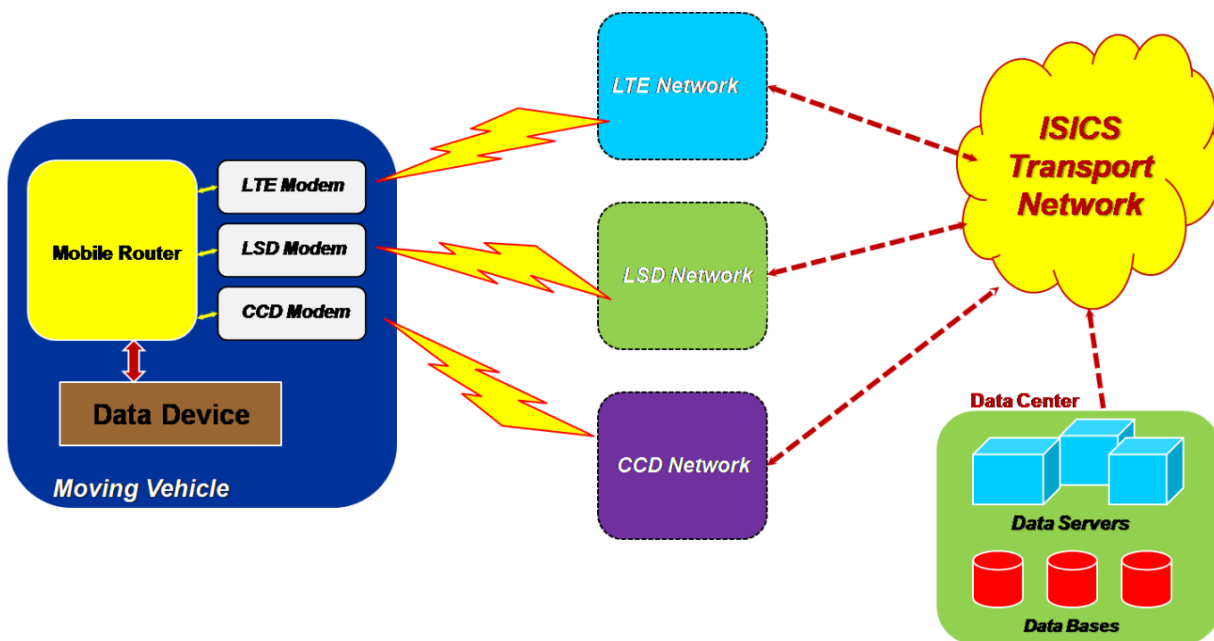 LTE Network
ISICS
Transport
Network
LTE Modem
Mobile Router
LSD Modem
LSD Network
CCD Modem
Data Device
Data Center
CCD Network
Moving Vehicle
Data Servers
Data Bases